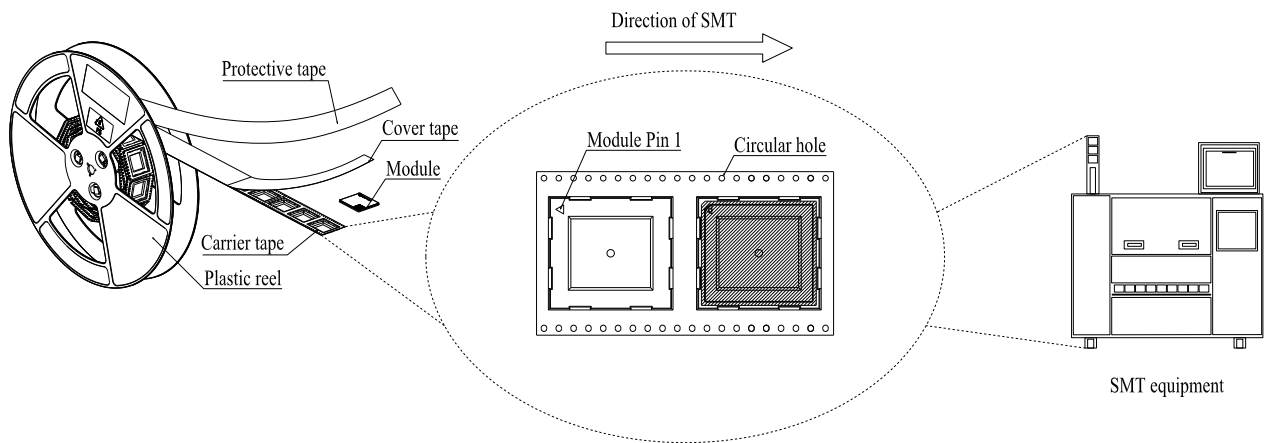 Direction of SMT
Protective tape
Cover tape
Module
Module Pin 1
Circular hole
Carrier tape
Plastic reel
SMT equipment